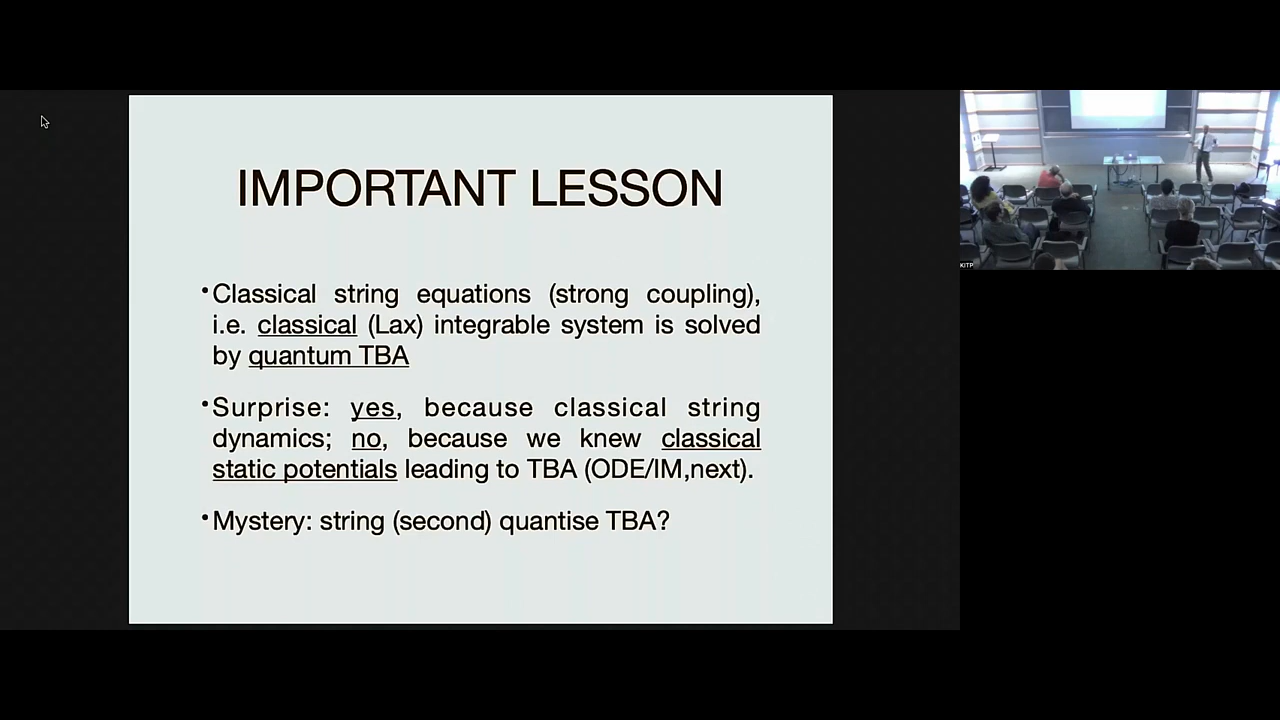 IMPORTANT LESSON
•Classical string equations (strong coupling),
i.e. classical (Lax) integrable system is solved
by quantum TBA
•Surprise: yes, because classical string
dynamics; no, because we knew classical
static potentials leading to TBA (ODE/IM,next).
•Mystery: string (second) quantise TBA?
KITP